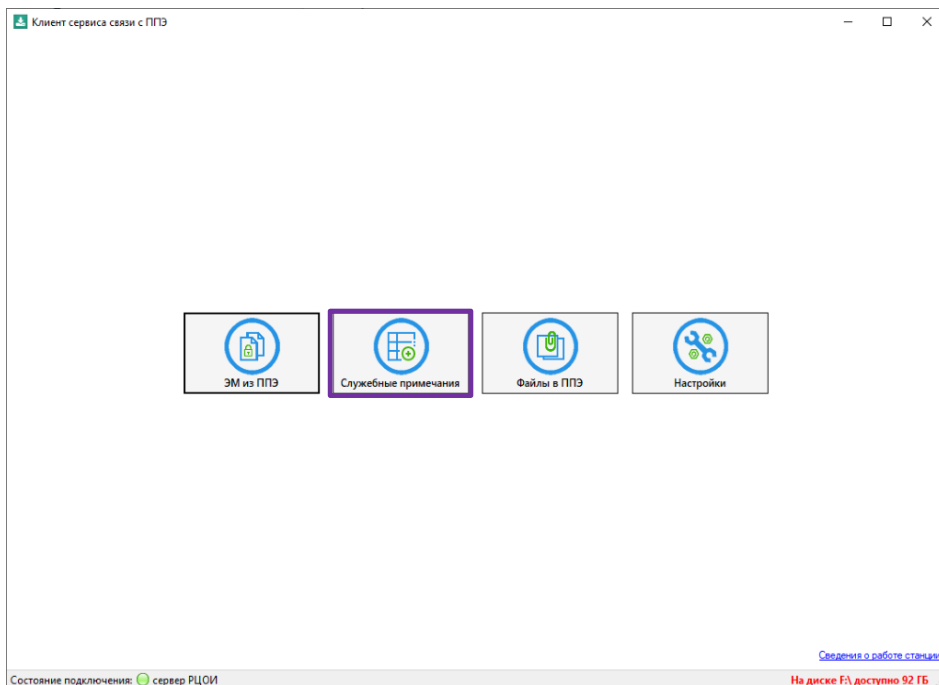 Клиент сервиса связи с ППЭ
ЭМ из ППЭ
Служебные примечания
Файлы в ППЭ
Настройки
Сведения о работе станции
Состояние подключения: сервер РЦОИ
На диске F:\ доступно 92 ГБ